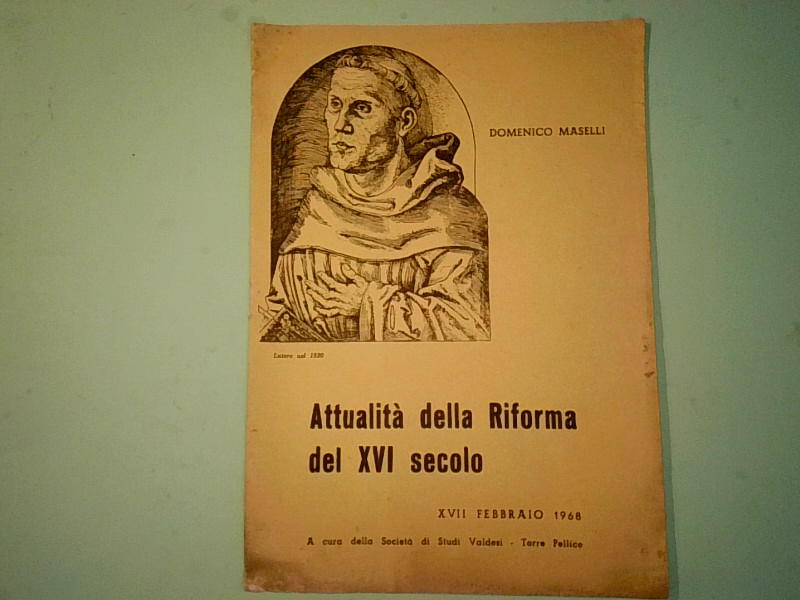 DOMENICO MASELLI
Lutero nel 1520
Attualità della Riforma
del XVI secolo
XVII FEBBRAIO 1968
A cura della Società di Studi Valdesi - Torre Pellice